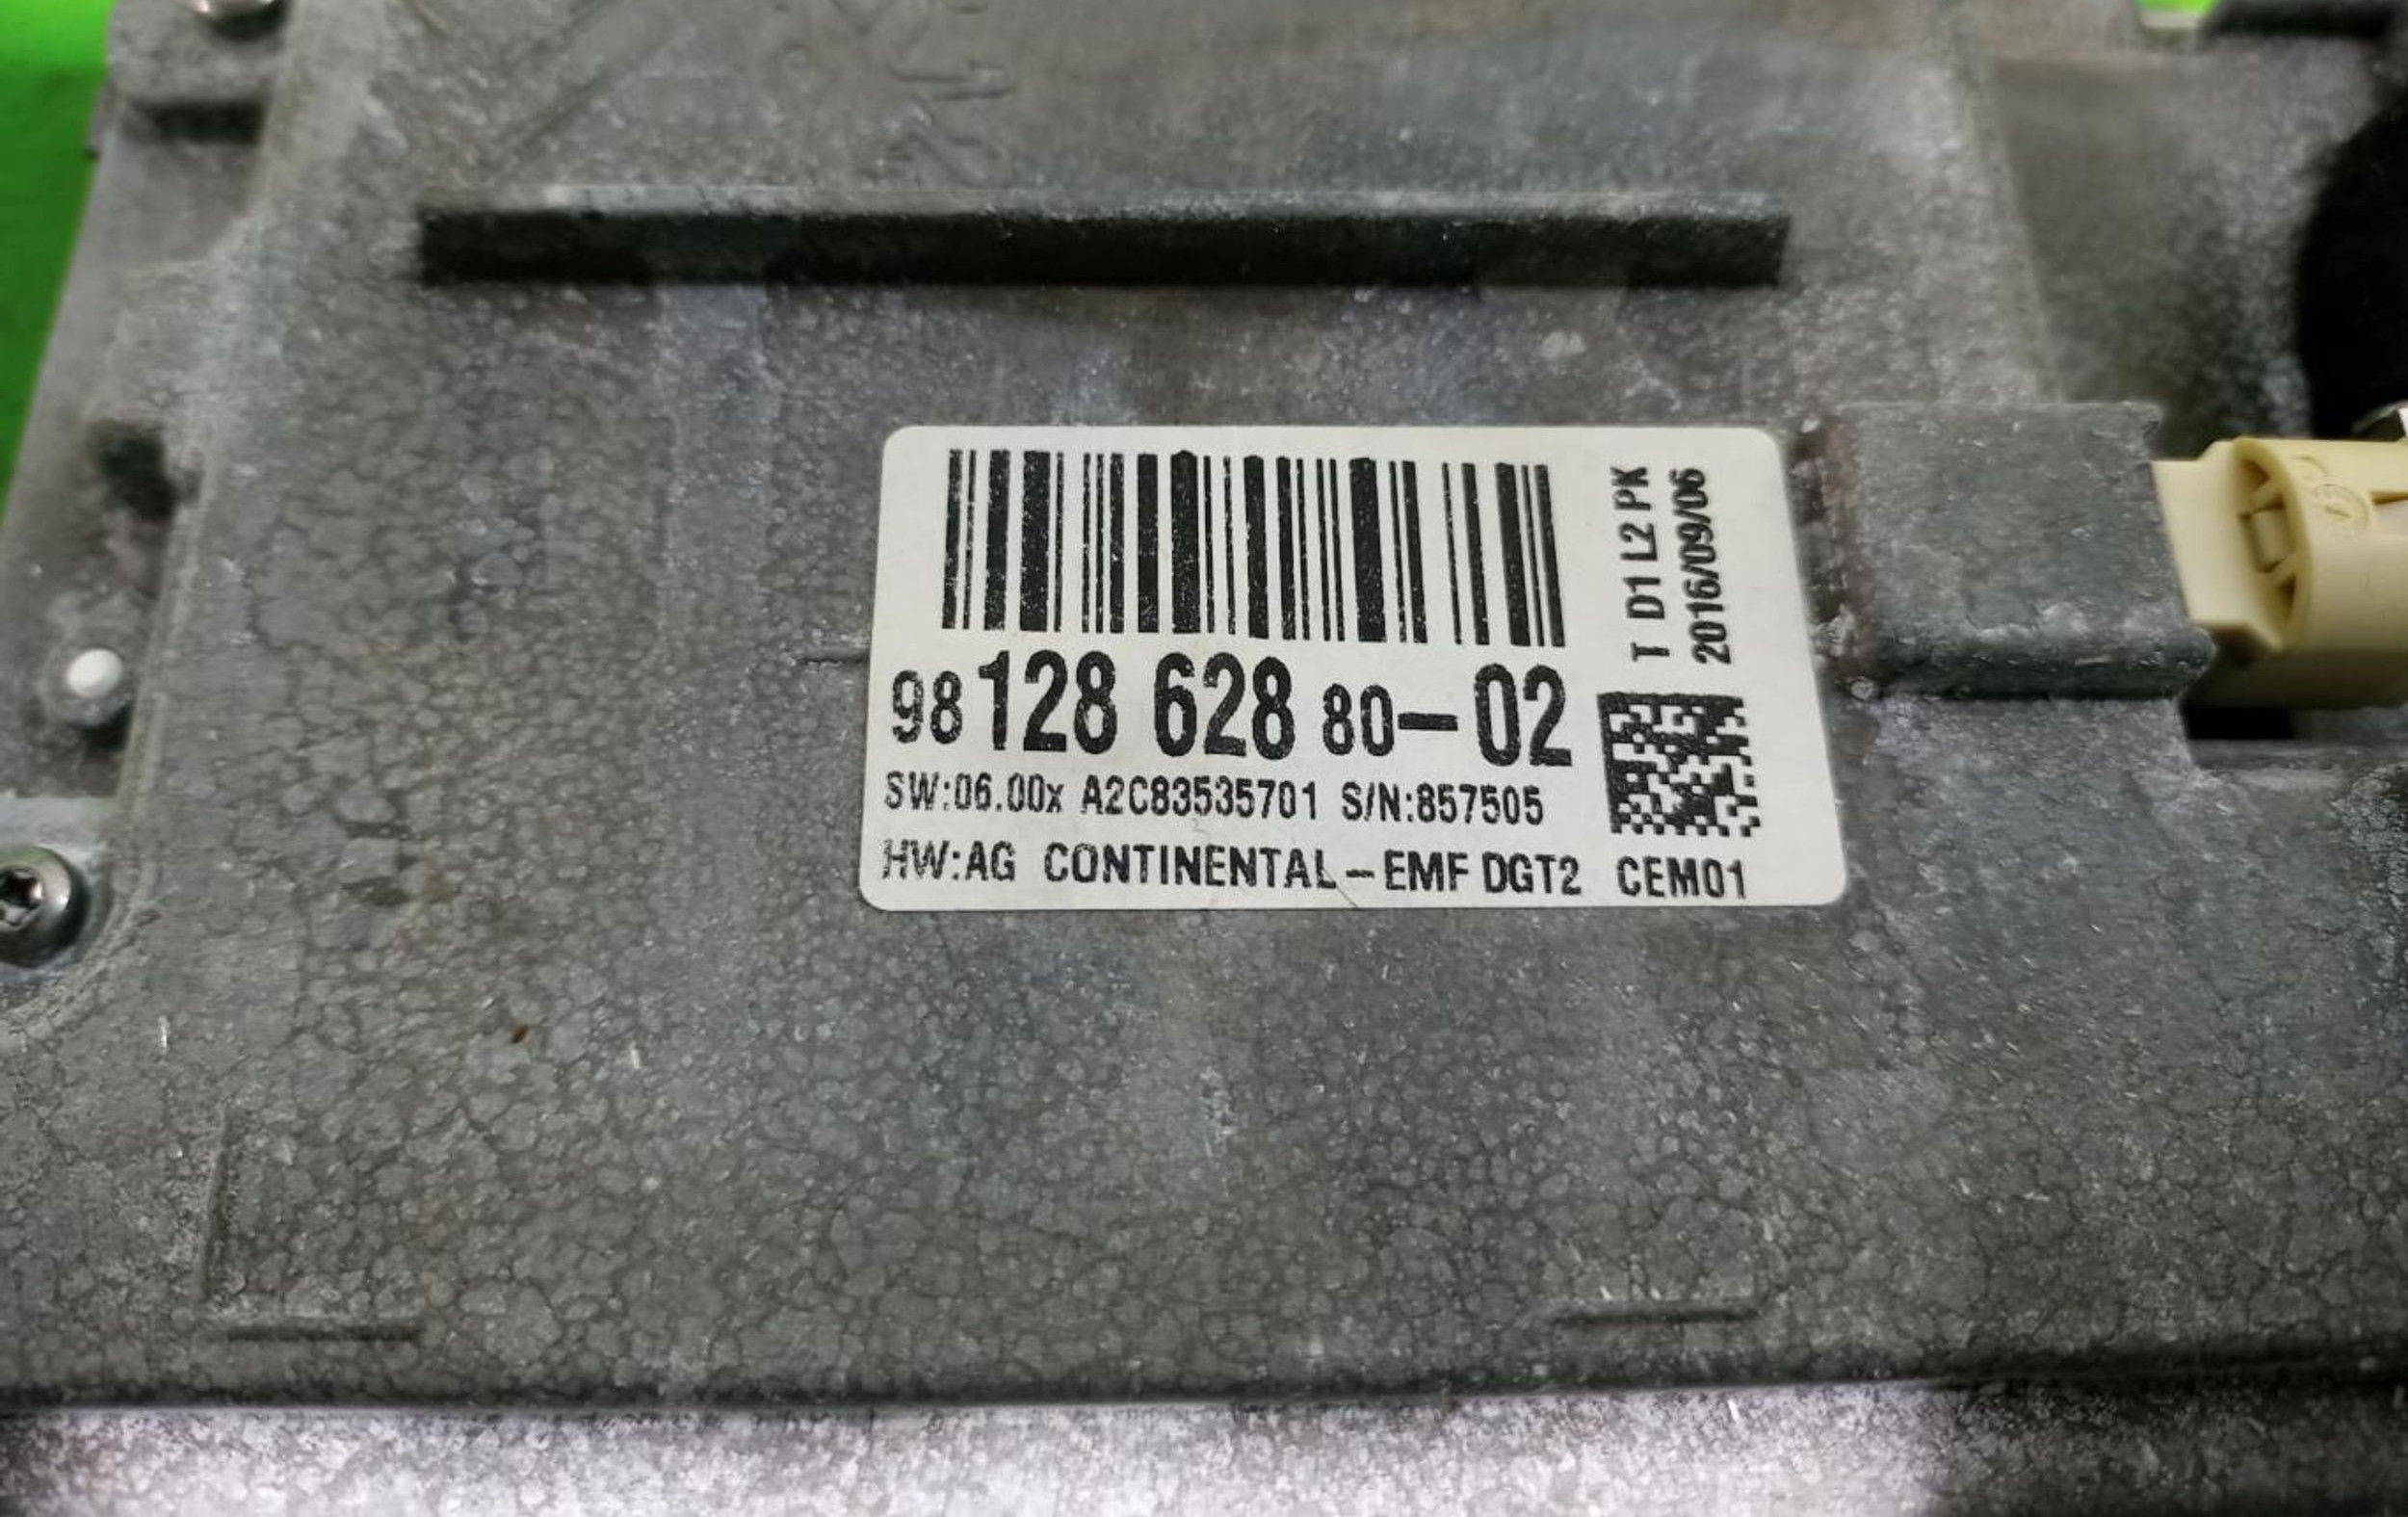 98 128 628 80-02
SW:06.00x A2C83535701 S/N:857505
HW:AG CONTINENTAL-EMF DGT2 CEM01
T D1 L2 PK
2016/09/06